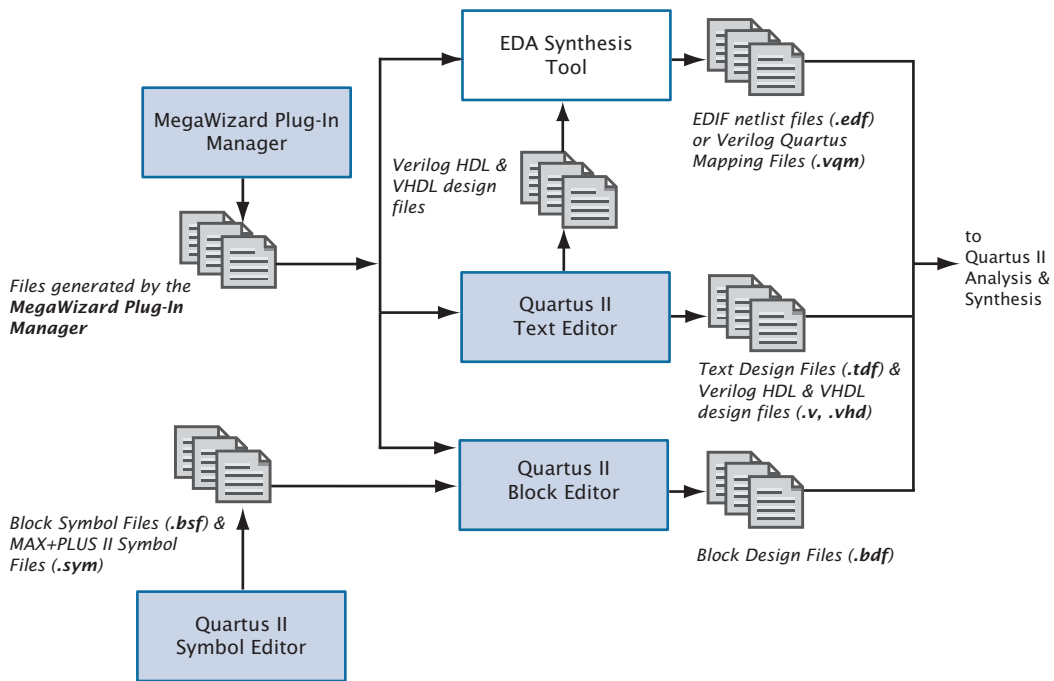 EDA Synthesis
Tool
MegaWizard Plug-In
Manager
EDIF netlist files (.edf)
or Verilog Quartus
Mapping Files (.vqm)
Verilog HDL &
VHDL design
files
to
Quartus II
Analysis &
Synthesis
Files generated by the
MegaWizard Plug-In
Manager
Quartus II
Text Editor
Text Design Files (.tdf) &
Verilog HDL & VHDL
design files (.v, .vhd)
Quartus II
Block Editor
Block Symbol Files (.bsf) &
MAX+PLUS II Symbol
Files (.sym)
Block Design Files (.bdf)
Quartus II
Symbol Editor